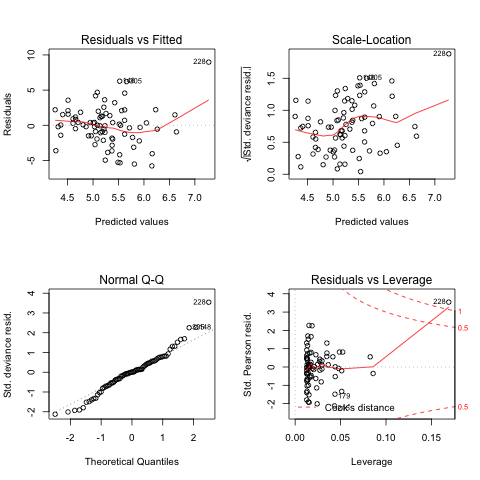 Residuals vs Fitted
Residuals
-5 0 5 10
228
4.5 5.0 5.5 6.0 6.5 7.0
Predicted values
Scale-Location
√|Std. deviance resid.|
0.0 0.5 1.0 1.5
228
4.5 5.0 5.5 6.0 6.5 7.0
Predicted values
Normal Q-Q
Std. deviance resid.
-2 -1 0 1 2 3 4
228
-2 -1 0 1 2
Theoretical Quantiles
Residuals vs Leverage
Std. Pearson resid.
-2 -1 0 1 2 3 4
228
1
0.5
0.5
179
Cook's distance
0.00 0.05 0.10 0.15
Leverage